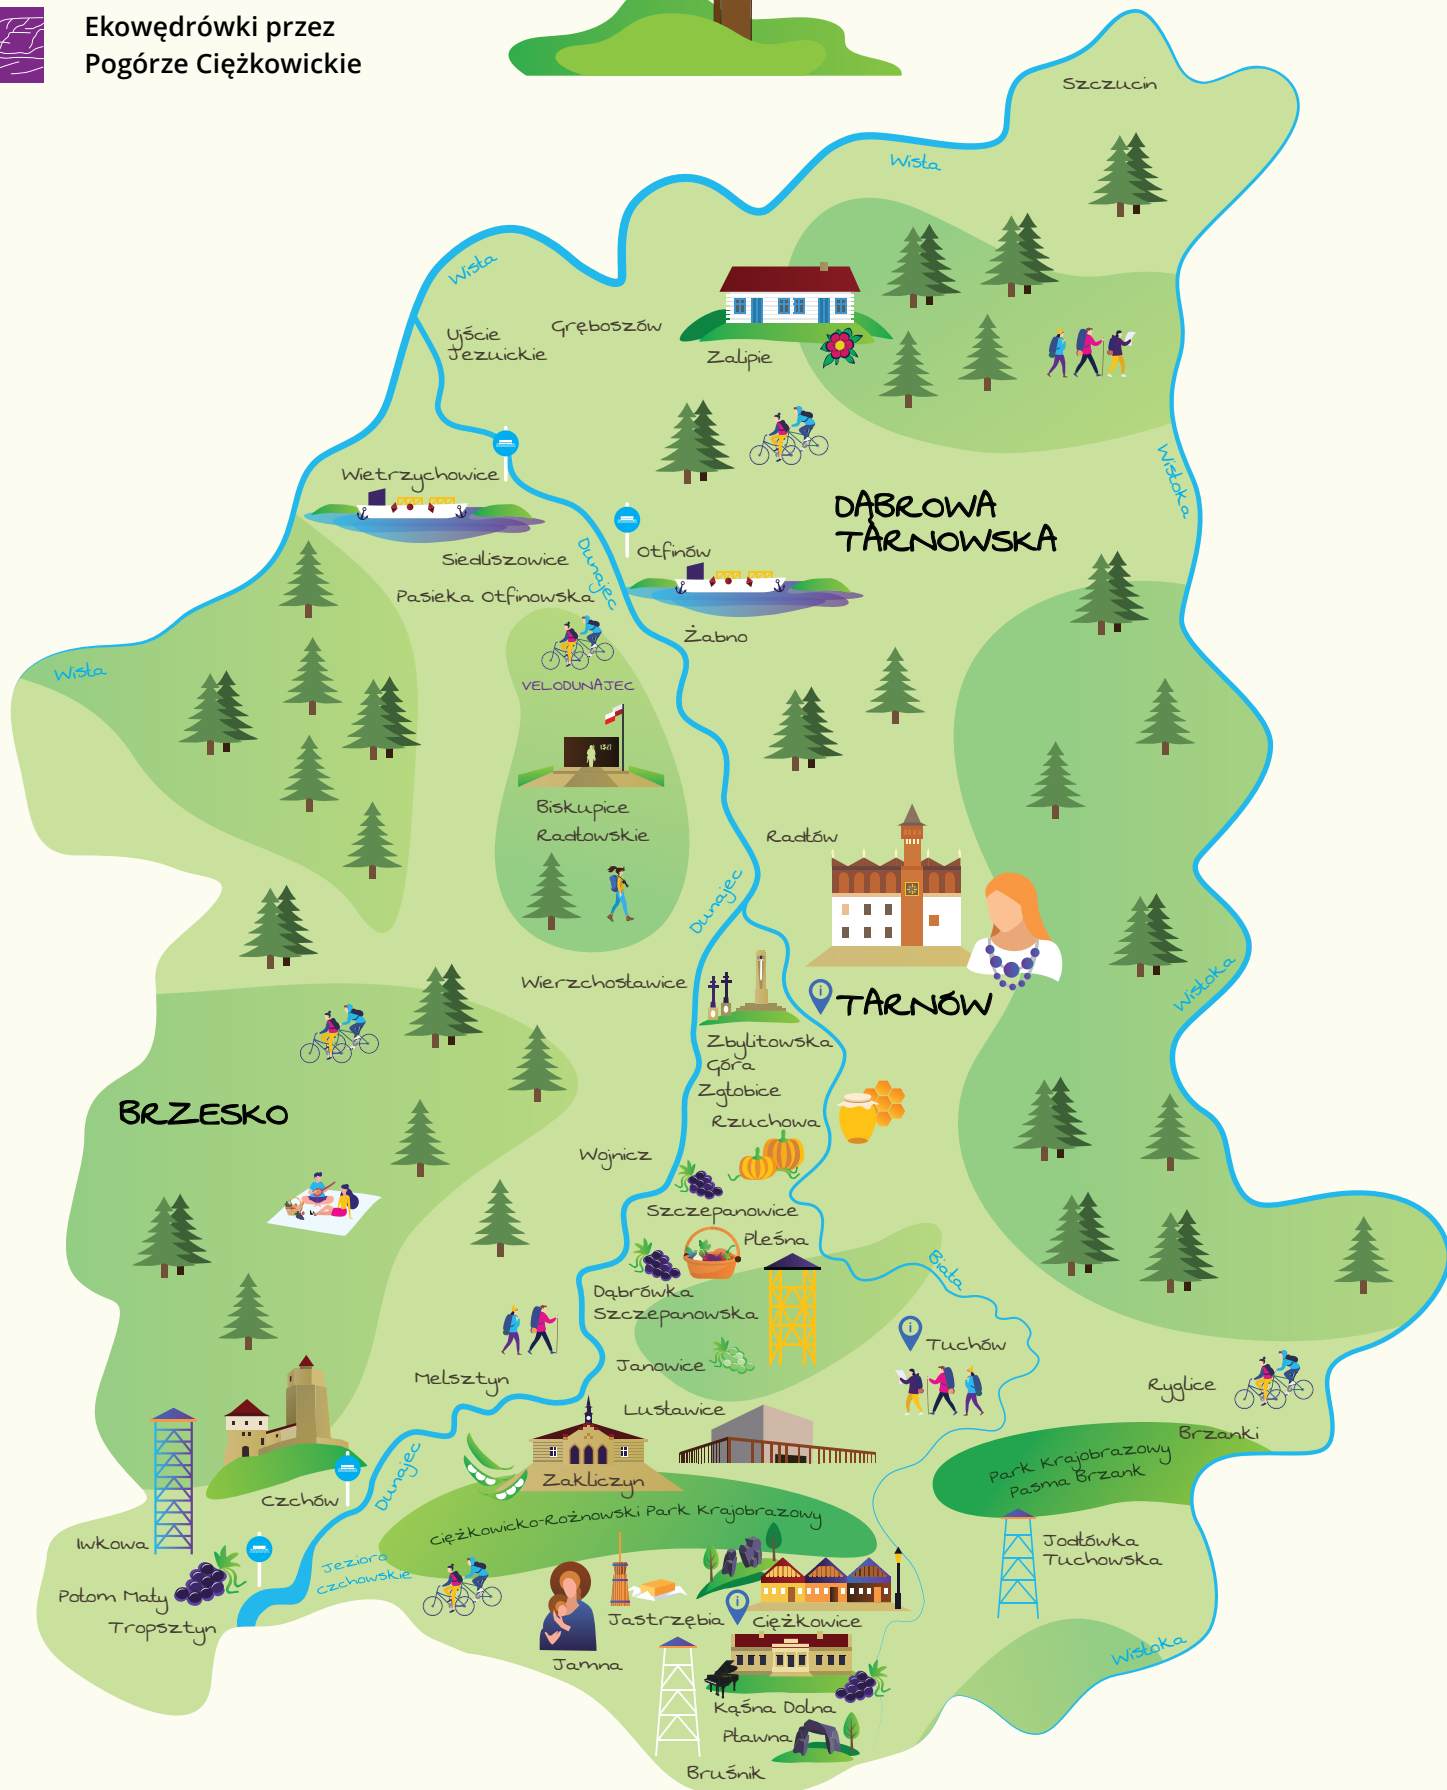 Ekowędrówki przez
Pogórze Ciężkowickie
Szczucin
Wisła
Wisła
Gręboszów
Ujście
Jezuickie
Zalipie
Wietrzychowice
Wisłoka
DĄBROWA
TARNOWSKA
Otfinów
Siedliszowice
Dunajec
Pasieka Otfinowska
Żabno
Wisła
VELODUNAJEC
1847
Biskupice
Radłowskie
Radłów
Dunajec
Wierzchosławice
Wisłoka
i
TARNÓW
Zbylitowska
Góra
Zgłobice
BRZESKO
Rzuchowa
Wojnicz
Szczepanowice
Pleśna
Biała
Dąbrówka
Szczepanowska
i
Tuchów
Janowice
Melsztyn
Ryglice
Lusławice
Brzanki
Park Krajobrazowy
Pasma Brzank
Zakliczyn
Dunajec
Czchów
Ciężkowicko-Rożnowski Park Krajobrazowy
Iwkowa
Jodłówka
Tuchowska
Jezioro
Czchowskie
Potom Mały
Tropsztyn
i
Jastrzębia
Ciężkowice
Wisłoka
Jamna
Kąśna Dolna
Pławna
Bruśnik